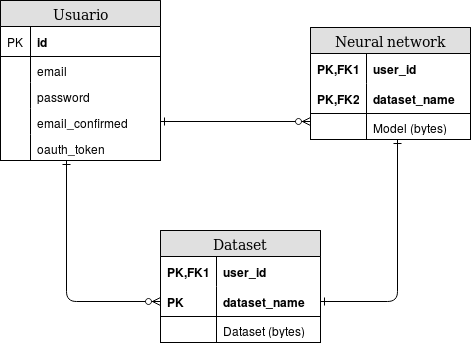 Usuario
PK id
email
password
email_confirmed
oauth_token
Neural network
PK,FK1 user_id
PK,FK2 dataset_name
Model (bytes)
Dataset
PK,FK1 user_id
PK dataset_name
Dataset (bytes)